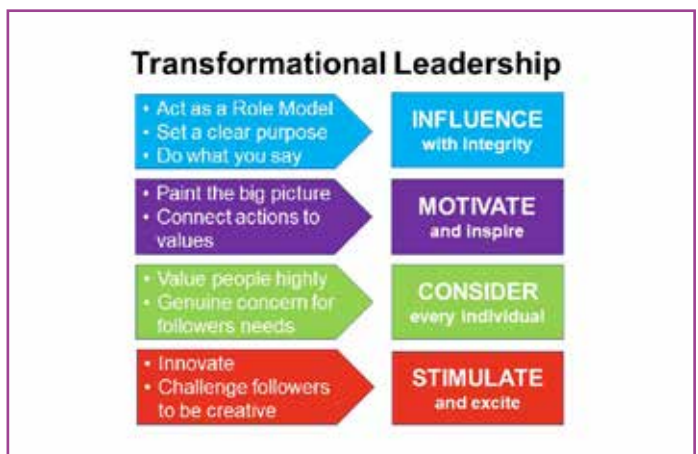 Transformational Leadership
• Act as a Role Model
• Set a clear purpose
• Do what you say
INFLUENCE
with Integrity
• Paint the big picture
• Connect actions to
values
MOTIVATE
and inspire
• Value people highly
• Genuine concern for
followers needs
CONSIDER
every individual
• Innovate
• Challenge followers
to be creative
STIMULATE
and excite